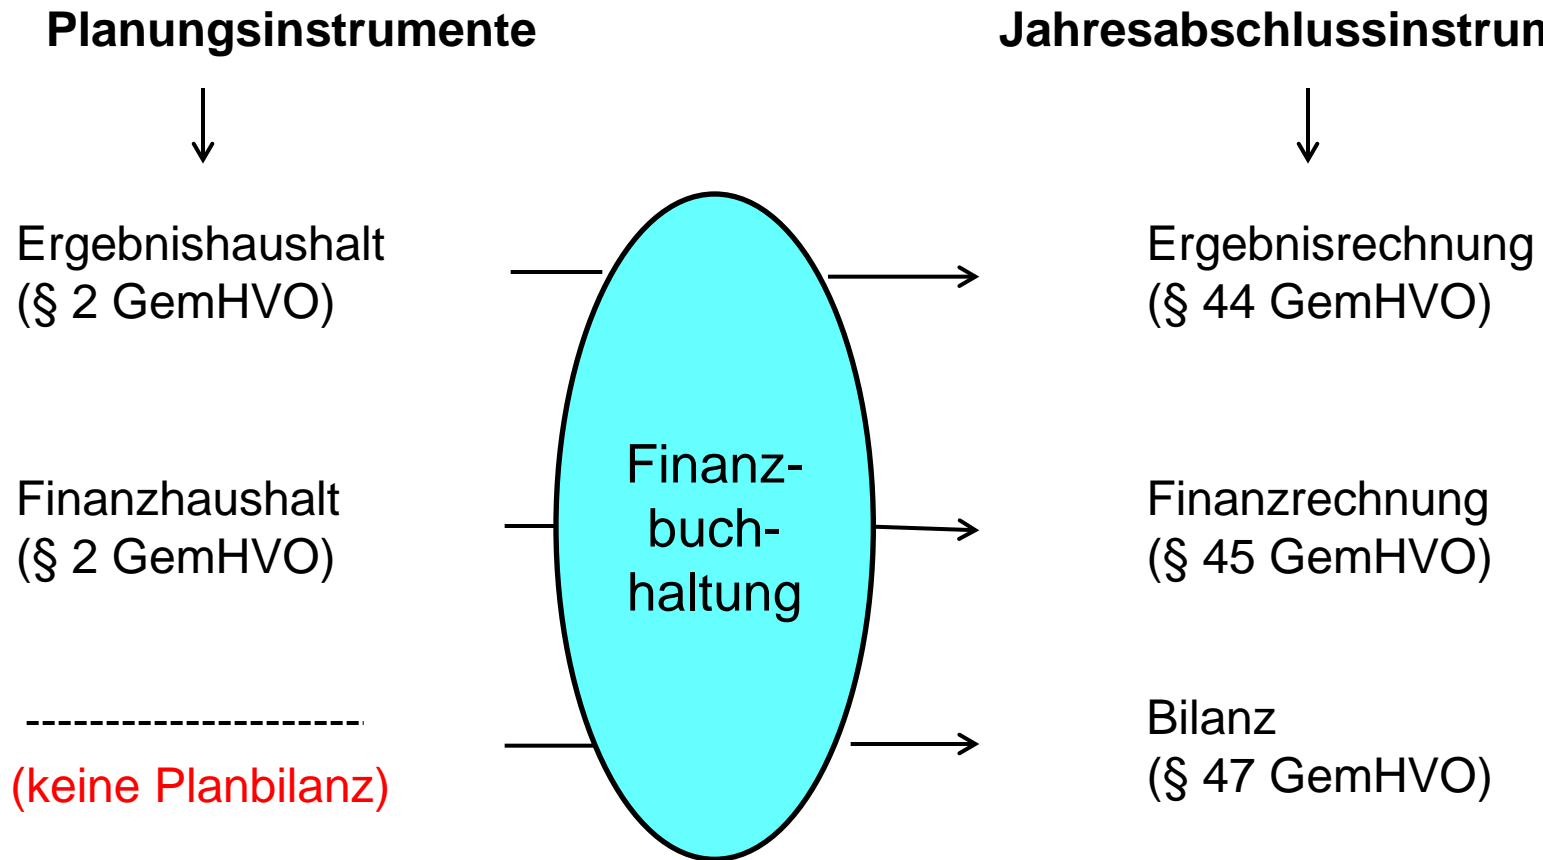 Planungsinstrumente
Jahresabschlussinstrum
Ergebnishaushalt
(§ 2 GemHVO)
Ergebnisrechnung
(§ 44 GemHVO)
Finanzhaushalt
(§ 2 GemHVO)
Finanz-
buch-
haltung
Finanzrechnung
(§ 45 GemHVO)
---------------------
(keine Planbilanz)
Bilanz
(§ 47 GemHVO)